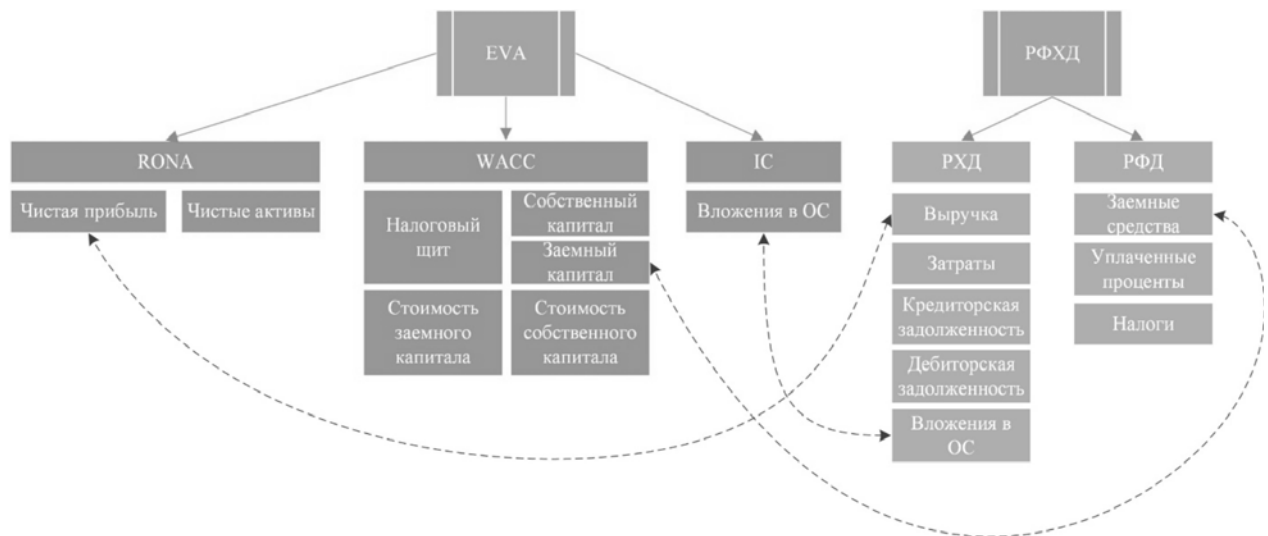 EVA
РФХД
RONA
WACC
IC
РХД
РФД
Чистая прибыль
Чистые активы
Налоговый
щит
Собственный
капитал
Заемный
капитал
Стоимость
заемного
капитала
Стоимость
собственного
капитала
Вложения в ОС
Выручка
Затраты
Кредиторская
задолженность
Дебиторская
задолженность
Вложения в
ОС
Заемные
средства
Уплаченные
проценты
Налоги